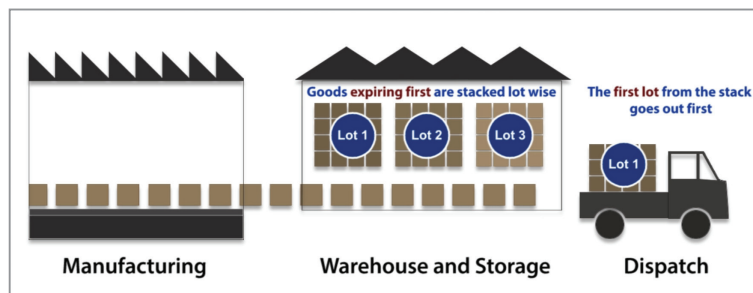 Goods expiring first are stacked lot wise
The first lot from the stack
goes out first
Lot 1
Lot 2
Lot 3
Lot 1
Manufacturing
Warehouse and Storage
Dispatch